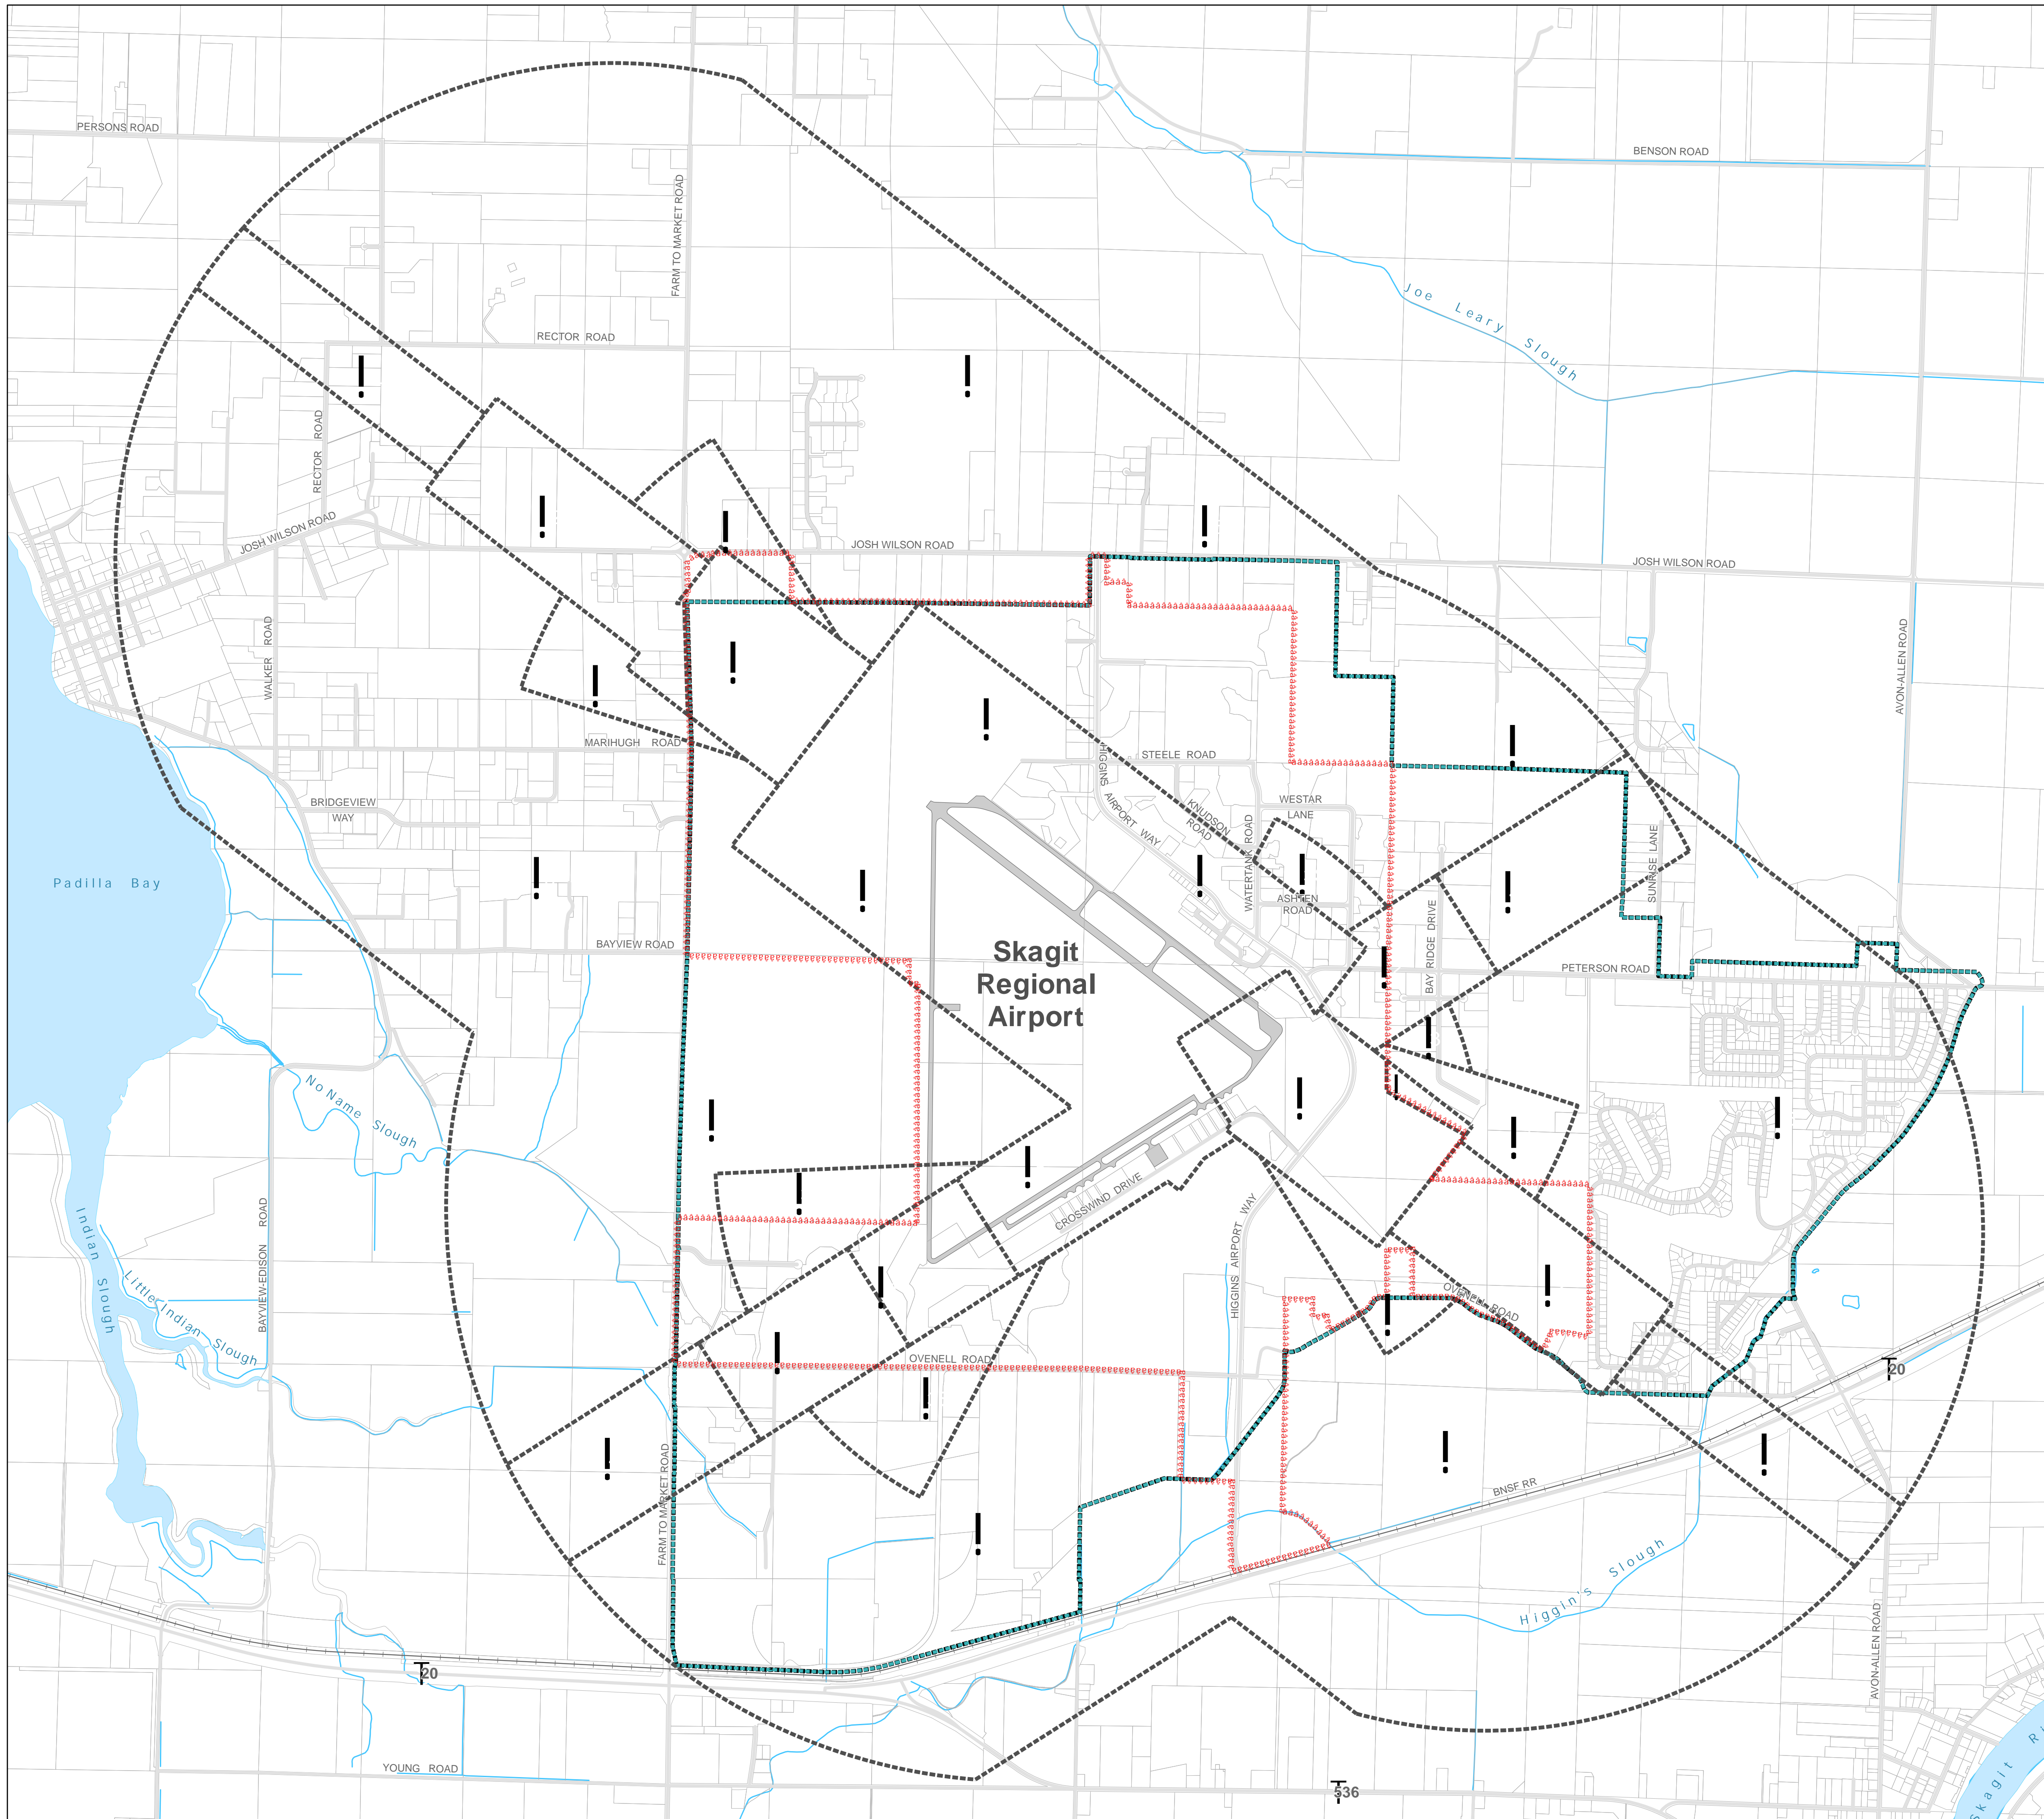 PERSONS ROAD
BENSON ROAD
FARM TO MARKET ROAD
Joe Leary Slough
RECTOR ROAD
RECTOR ROAD
JOSH WILSON ROAD
JOSH WILSON ROAD
JOSH WILSON ROAD
WALKER ROAD
AVON-ALLEN ROAD
MARIHUGH ROAD
HIGGINS AIRPORT WAY
STEELE ROAD
BRIDGEVIEW
WAY
KNUDSON
ROAD
WESTAR
LANE
WATERTANK ROAD
SUNRISE LANE
Padilla Bay
ASHTEN
ROAD
BAY RIDGE DRIVE
BAYVIEW ROAD
Skagit
Regional
Airport
PETERSON ROAD
No Name Slough
CROSSWIND DRIVE
HIGGINS AIRPORT WAY
Indian Slough
Little Indian Slough
BAYVIEW-EDISON ROAD
OVENELL ROAD
OVENELL ROAD
20
FARM TO MARKET ROAD
BNSF RR
Higgin's Slough
AVON-ALLEN ROAD
20
YOUNG ROAD
536
Skagit